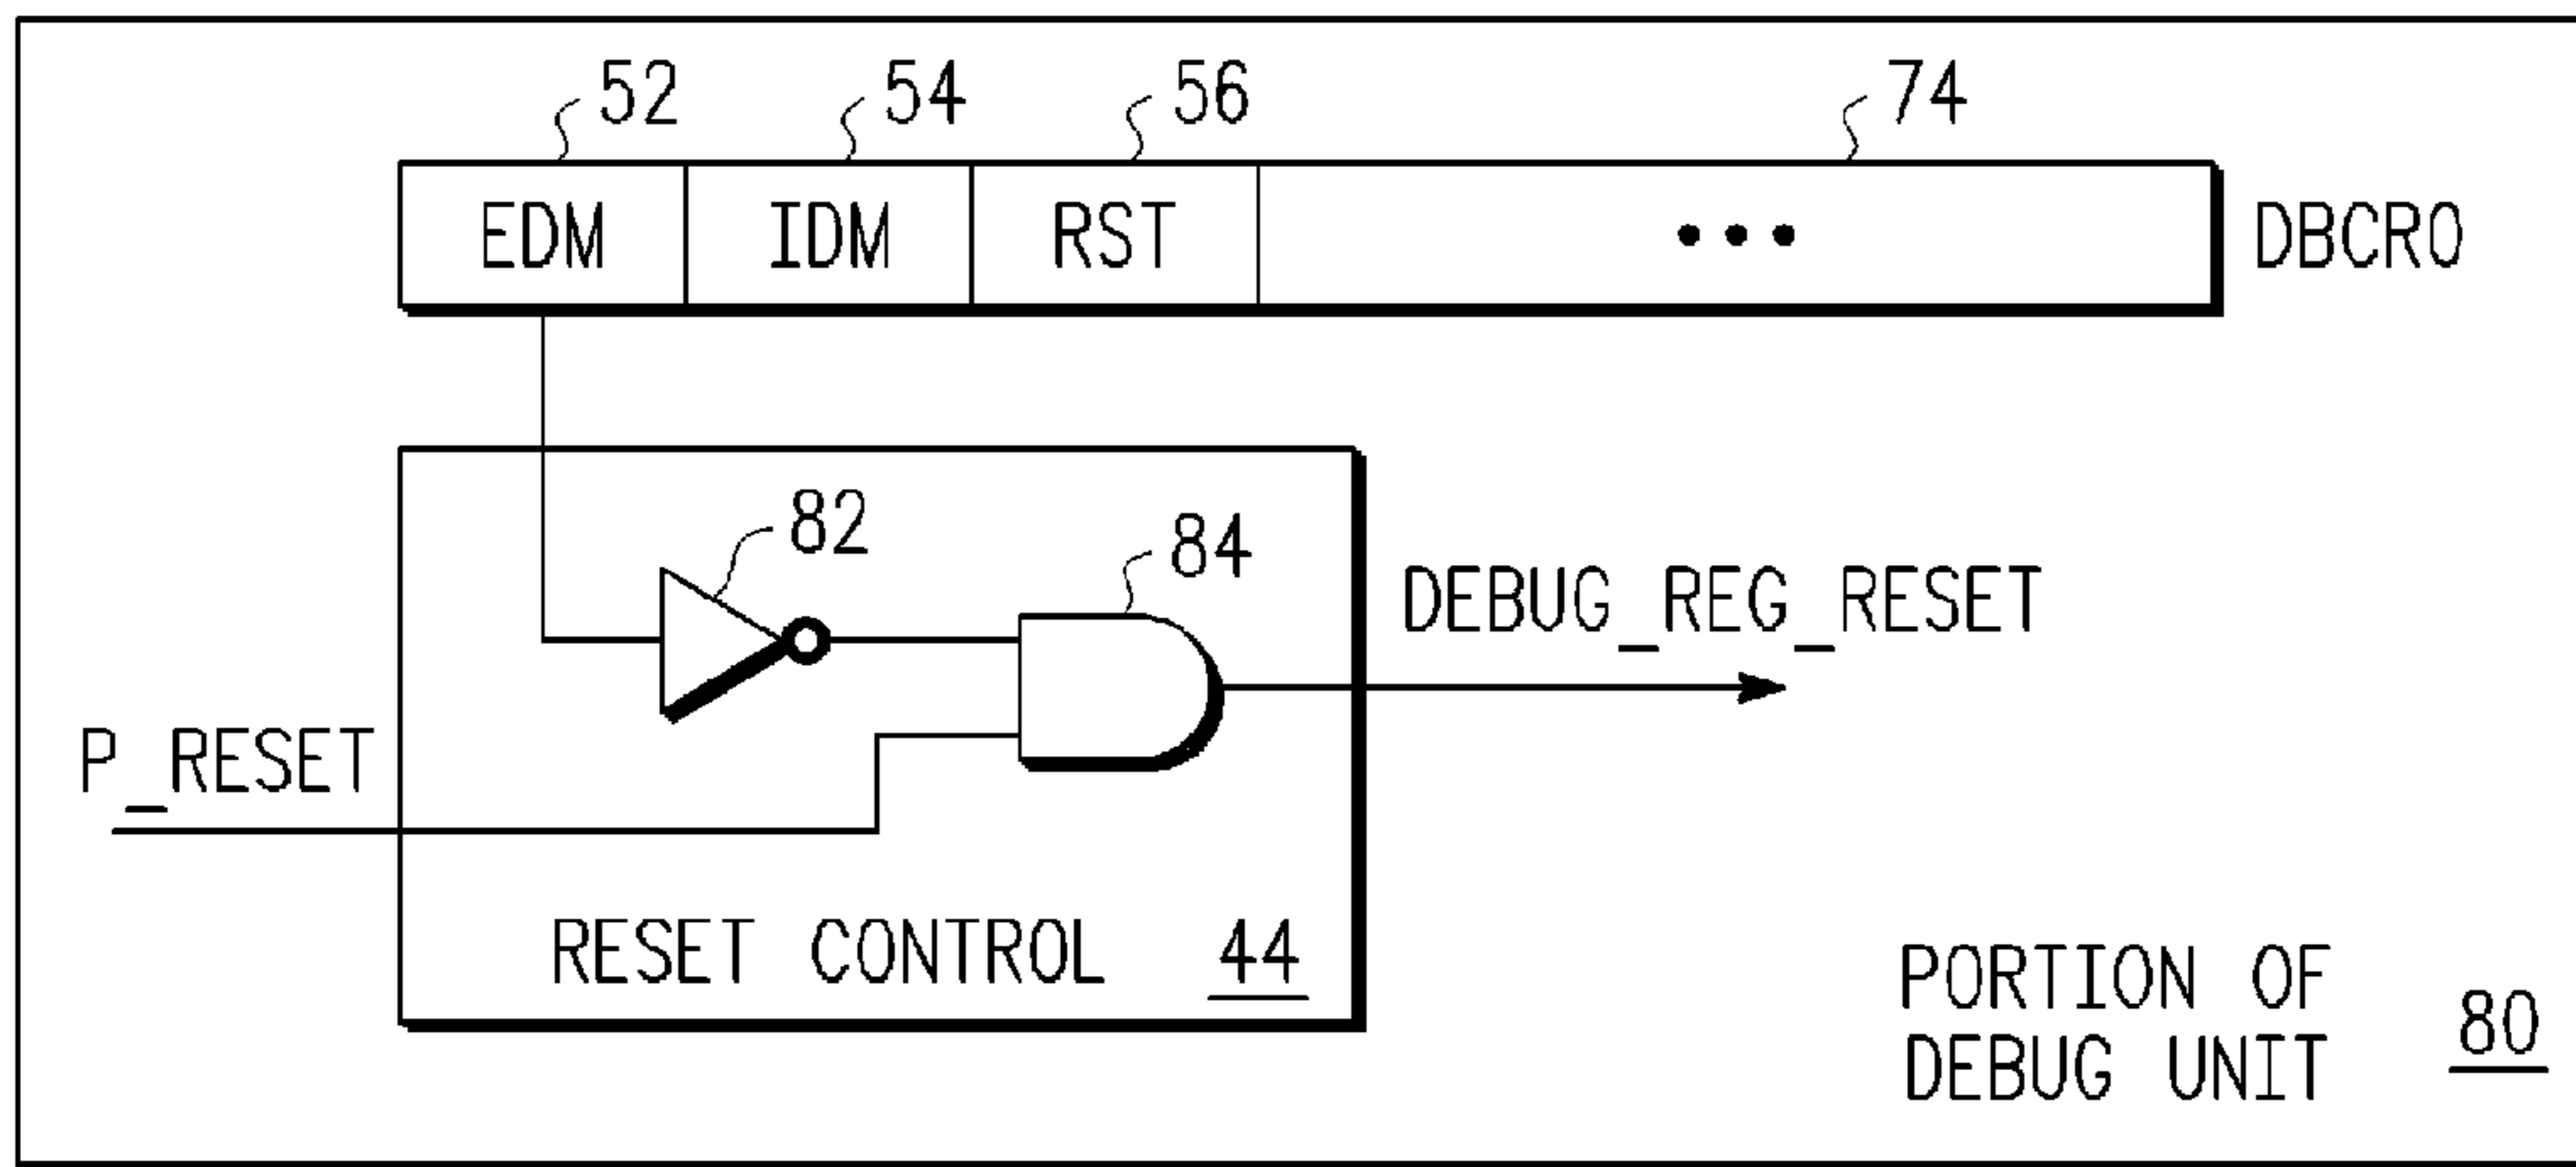 52 54 56 74
EDM IDM RST ••• DBCR0
82
84
DEBUG_REG_RESET
P_RESET
RESET CONTROL 44
PORTION OF
DEBUG UNIT 80